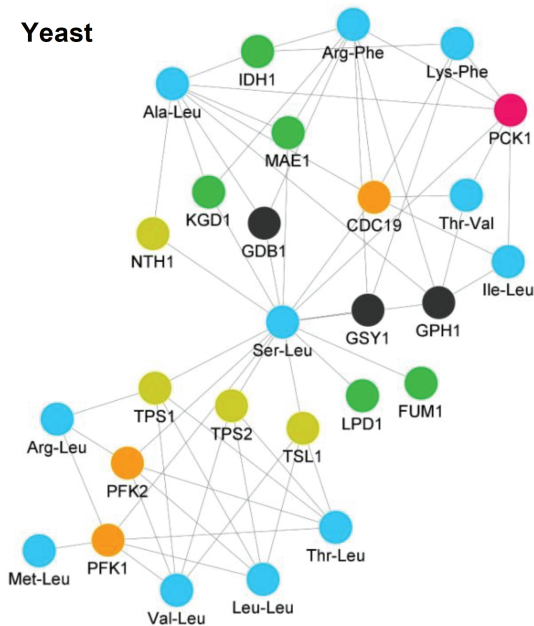 Yeast
Arg-Phe
Lys-Phe
IDH1
Ala-Leu
PCK1
MAE1
KGD1
CDC19
Thr-Val
GDB1
NTH1
Ile-Leu
GSY1
GPH1
Ser-Leu
TPS1
TPS2
LPD1
FUM1
Arg-Leu
TSL1
PFK2
Thr-Leu
PFK1
Met-Leu
Leu-Leu
Val-Leu